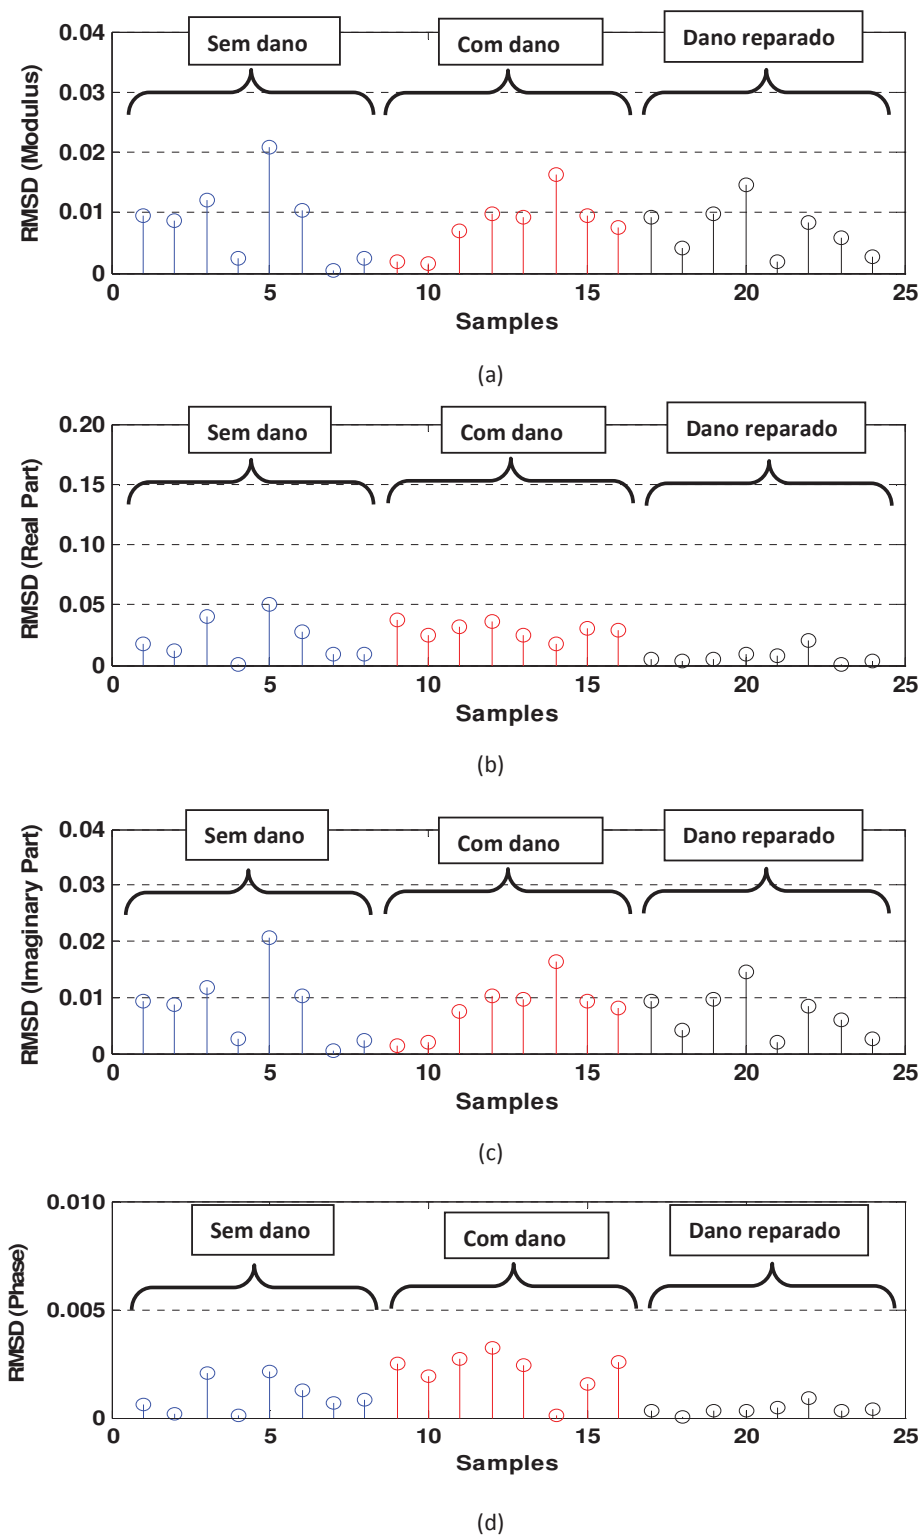 0.04
0.03
0.02
0.01
0
RMSD (Modulus)
Sem dano
Com dano
Dano reparado
0 5 10 15 20 25
Samples
(a)
0.20
0.15
0.10
0.05
0
RMSD (Real Part)
Sem dano
Com dano
Dano reparado
0 5 10 15 20 25
Samples
(b)
0.04
0.03
0.02
0.01
0
RMSD (Imaginary Part)
Sem dano
Com dano
Dano reparado
0 5 10 15 20 25
Samples
(c)
0.010
0.005
0
RMSD (Phase)
Sem dano
Com dano
Dano reparado
0 5 10 15 20 25
Samples
(d)